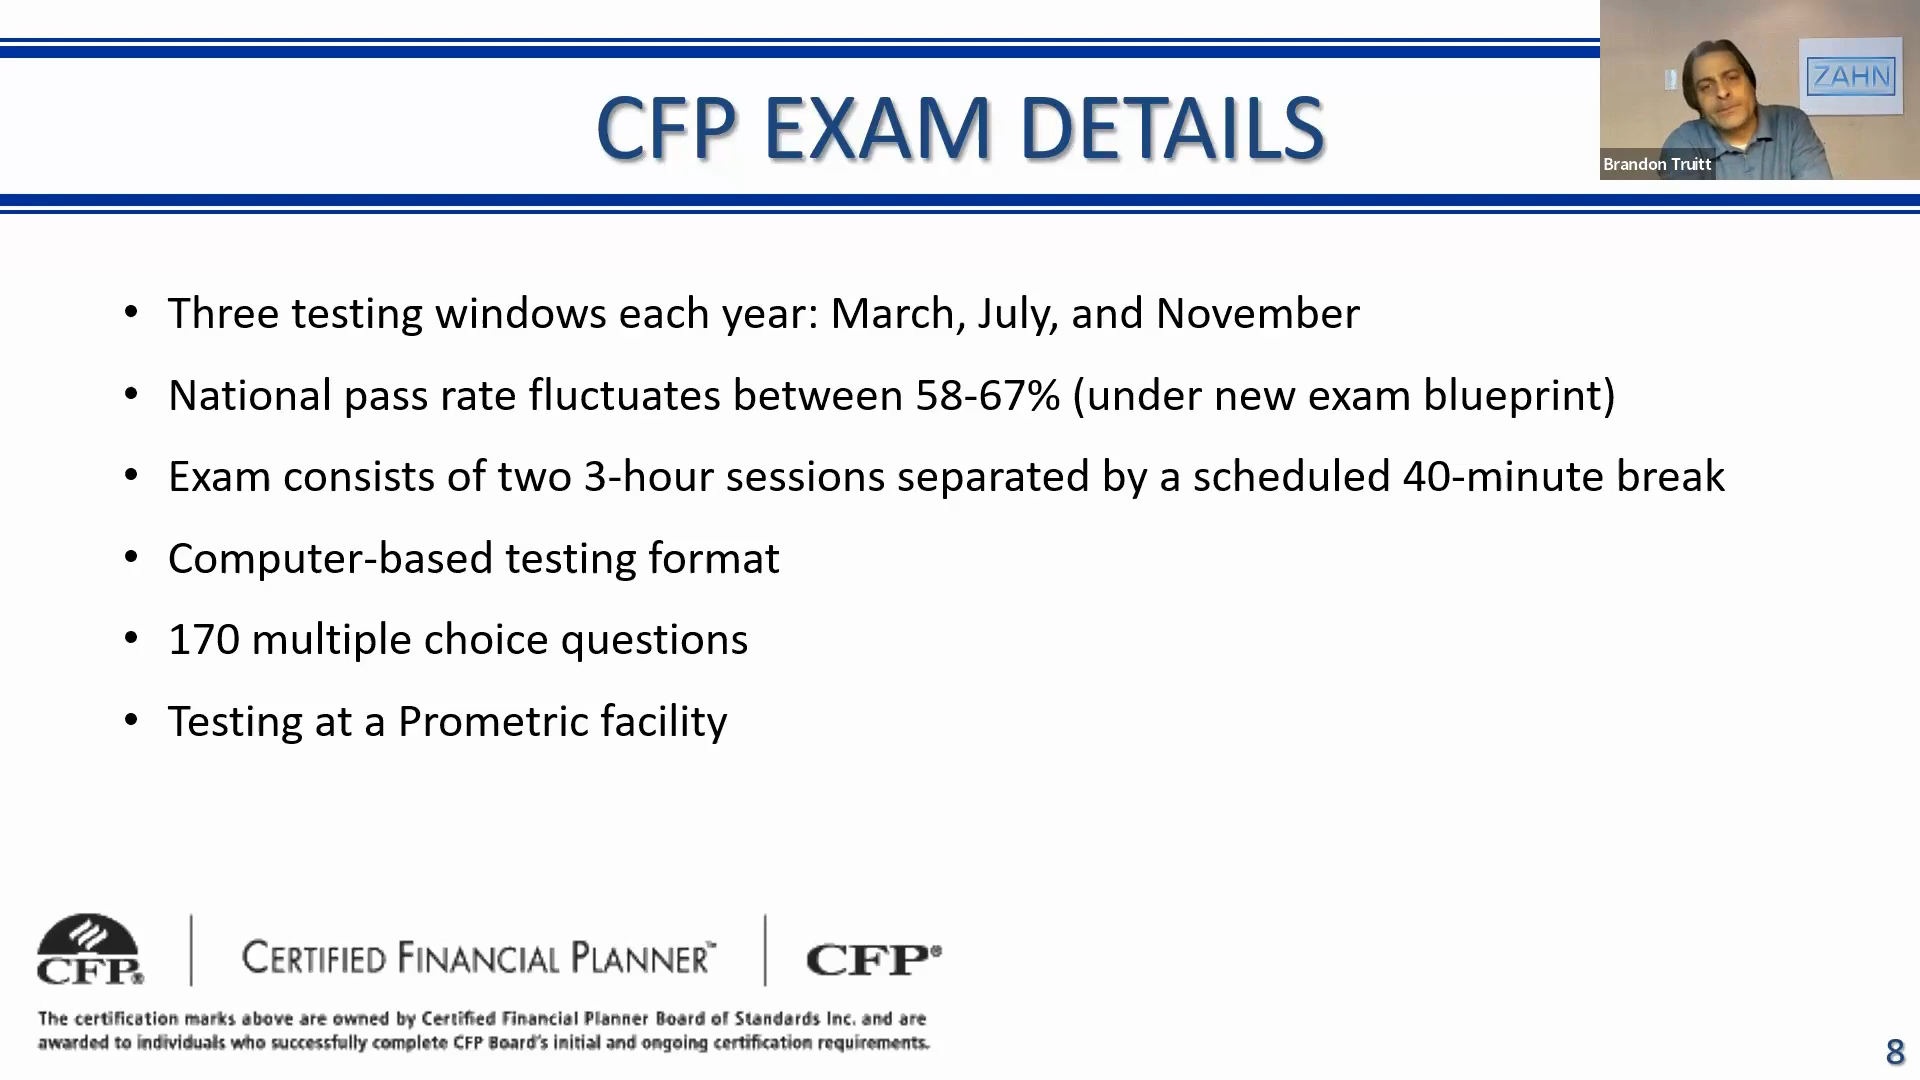 CFP EXAM DETAILS
ZAHN
Brandon Truitt
• Three testing windows each year: March, July, and November
• National pass rate fluctuates between 58-67% (under new exam blueprint)
• Exam consists of two 3-hour sessions separated by a scheduled 40-minute break
• Computer-based testing format
• 170 multiple choice questions
• Testing at a Prometric facility
CFP® | CERTIFIED FINANCIAL PLANNER™ | CFP®
The certification marks above are owned by Certified Financial Planner Board of Standards Inc. and are
awarded to individuals who successfully complete CFP Board's initial and ongoing certification requirements.
8